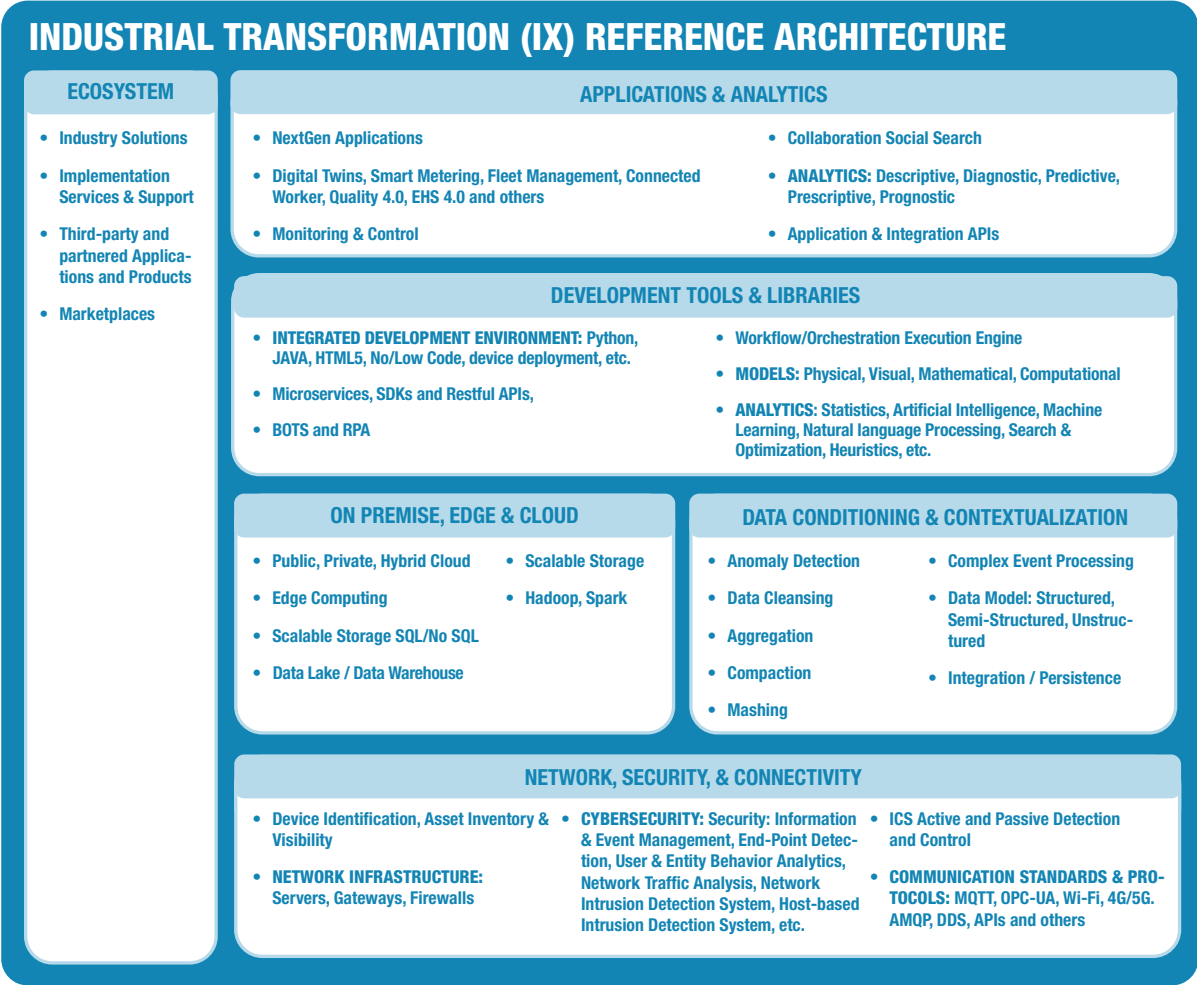 INDUSTRIAL TRANSFORMATION (IX) REFERENCE ARCHITECTURE
ECOSYSTEM
• Industry Solutions
• Implementation
Services & Support
• Third-party and
partnered Applica-
tions and Products
• Marketplaces
APPLICATIONS & ANALYTICS
• NextGen Applications
• Digital Twins, Smart Metering, Fleet Management, Connected
Worker, Quality 4.0, EHS 4.0 and others
• Monitoring & Control
• Collaboration Social Search
• ANALYTICS: Descriptive, Diagnostic, Predictive,
Prescriptive, Prognostic
• Application & Integration APIs
DEVELOPMENT TOOLS & LIBRARIES
• INTEGRATED DEVELOPMENT ENVIRONMENT: Python,
JAVA, HTML5, No/Low Code, device deployment, etc.
• Microservices, SDKs and Restful APIs,
• BOTS and RPA
• Workflow/Orchestration Execution Engine
• MODELS: Physical, Visual, Mathematical, Computational
• ANALYTICS: Statistics, Artificial Intelligence, Machine
Learning, Natural language Processing, Search &
Optimization, Heuristics, etc.
ON PREMISE, EDGE & CLOUD
• Public, Private, Hybrid Cloud
• Edge Computing
• Scalable Storage SQL/No SQL
• Data Lake / Data Warehouse
• Scalable Storage
• Hadoop, Spark
DATA CONDITIONING & CONTEXTUALIZATION
• Anomaly Detection
• Data Cleansing
• Aggregation
• Compaction
• Mashing
• Complex Event Processing
• Data Model: Structured,
Semi-Structured, Unstruc-
tured
• Integration / Persistence
NETWORK, SECURITY, & CONNECTIVITY
• Device Identification, Asset Inventory &
Visibility
• NETWORK INFRASTRUCTURE:
Servers, Gateways, Firewalls
• CYBERSECURITY: Security: Information
& Event Management, End-Point Detec-
tion, User & Entity Behavior Analytics,
Network Traffic Analysis, Network
Intrusion Detection System, Host-based
Intrusion Detection System, etc.
• ICS Active and Passive Detection
and Control
• COMMUNICATION STANDARDS & PRO-
TOCOLS: MQTT, OPC-UA, Wi-Fi, 4G/5G.
AMQP, DDS, APIs and others